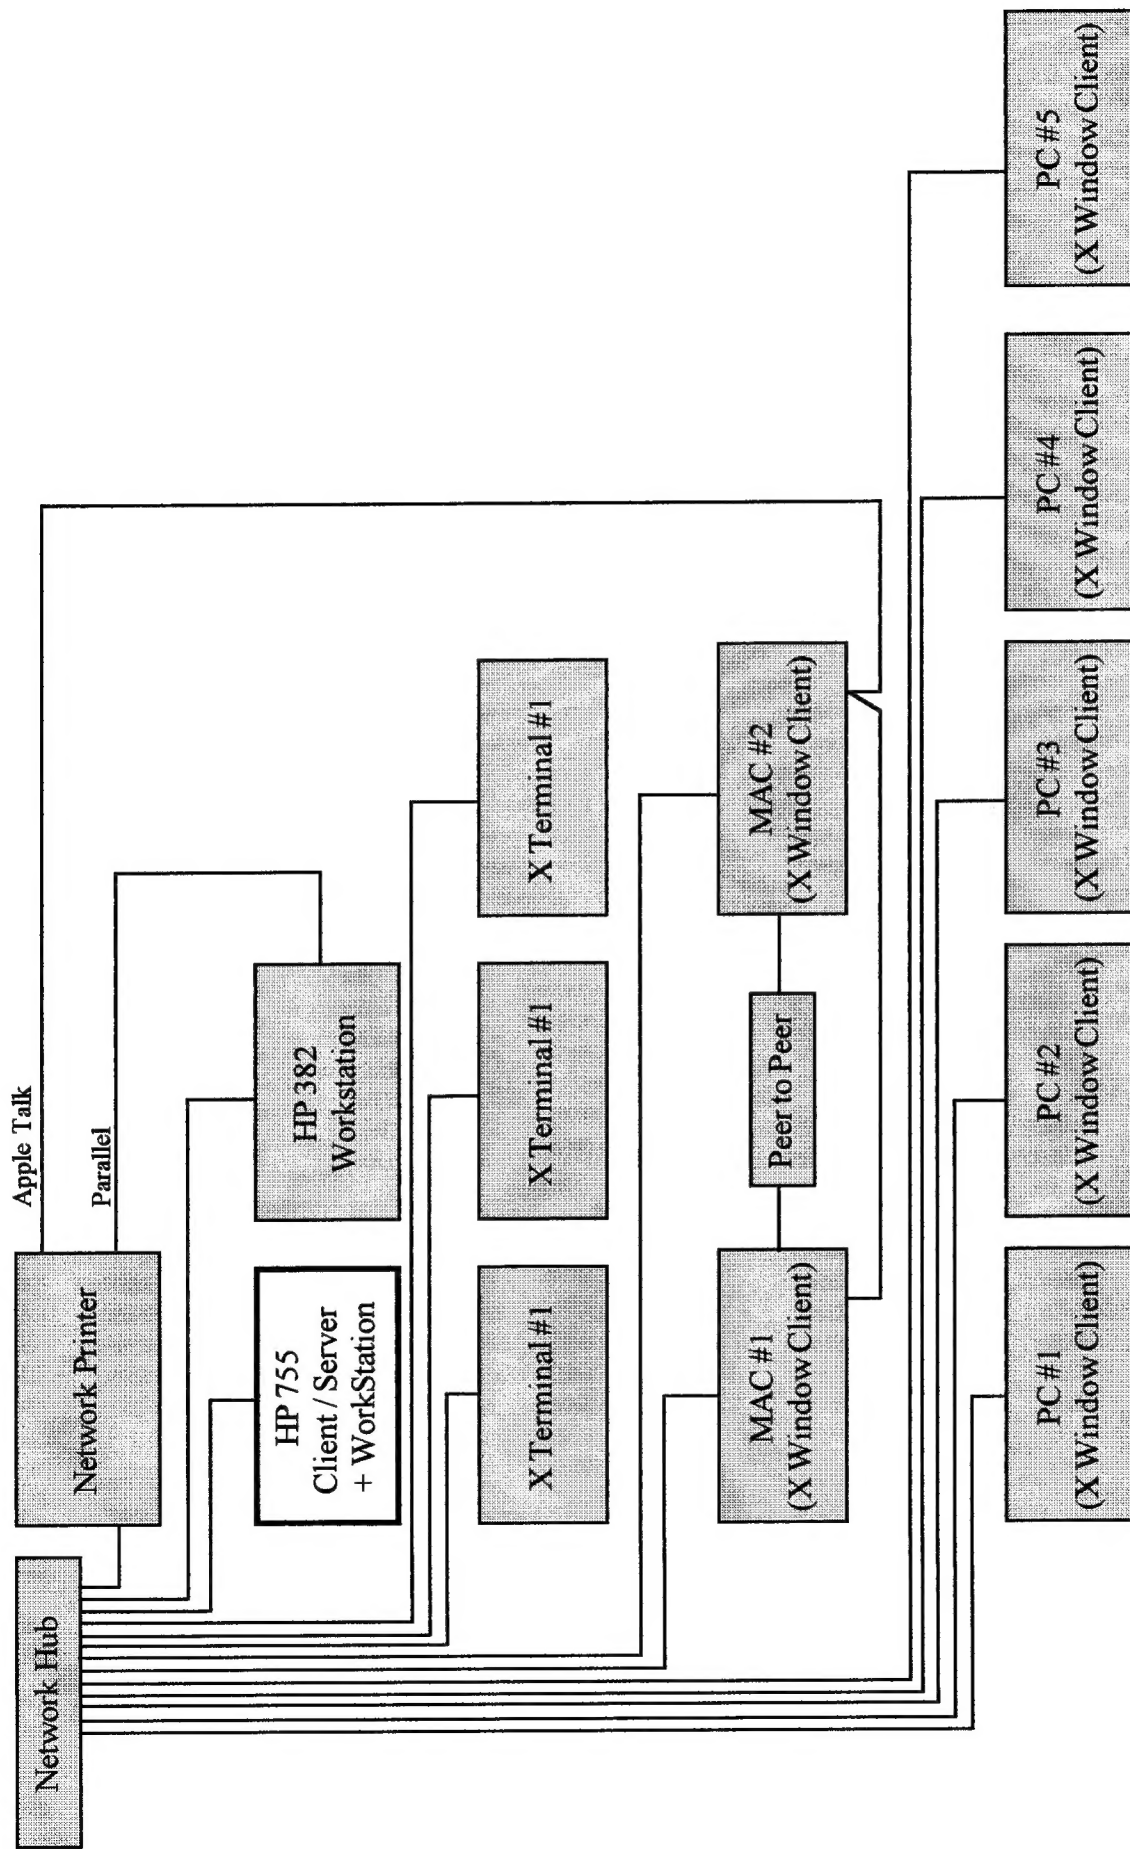 Network Hub
Network Printer
Apple Talk
Parallel
HP 755
Client / Server
+ WorkStation
HP 382
Workstation
X Terminal #1
X Terminal #1
X Terminal #1
MAC #1
(X Window Client)
Peer to Peer
MAC #2
(X Window Client)
PC #1
(X Window Client)
PC #2
(X Window Client)
PC #3
(X Window Client)
PC #4
(X Window Client)
PC #5
(X Window Client)